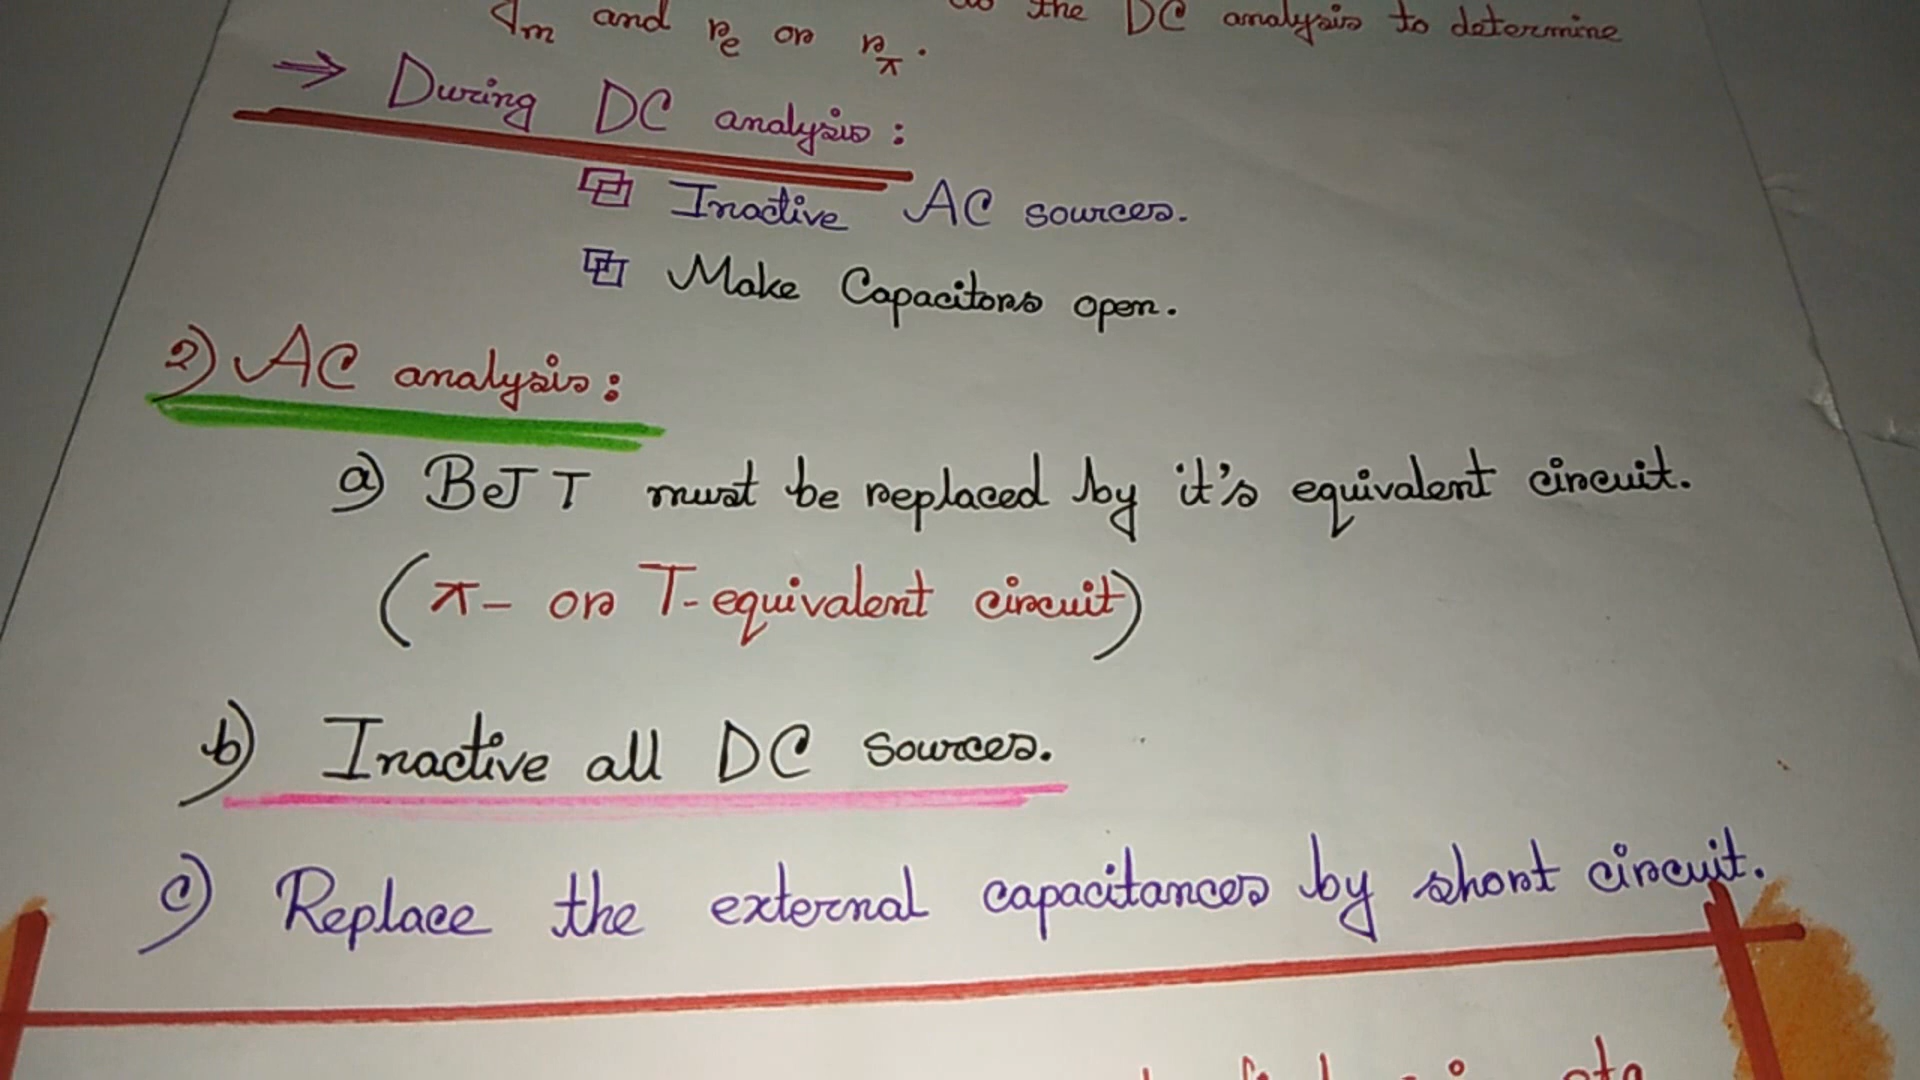 the DC analysis to determine
gm and re or rπ.
→ During DC analysis:
Inactive AC sources.
Make Capacitors open.
2) AC analysis:
a) BJT must be replaced by it's equivalent circuit.
(π- or T-equivalent circuit)
b) Inactive all DC sources.
c) Replace the external capacitances by short circuit.